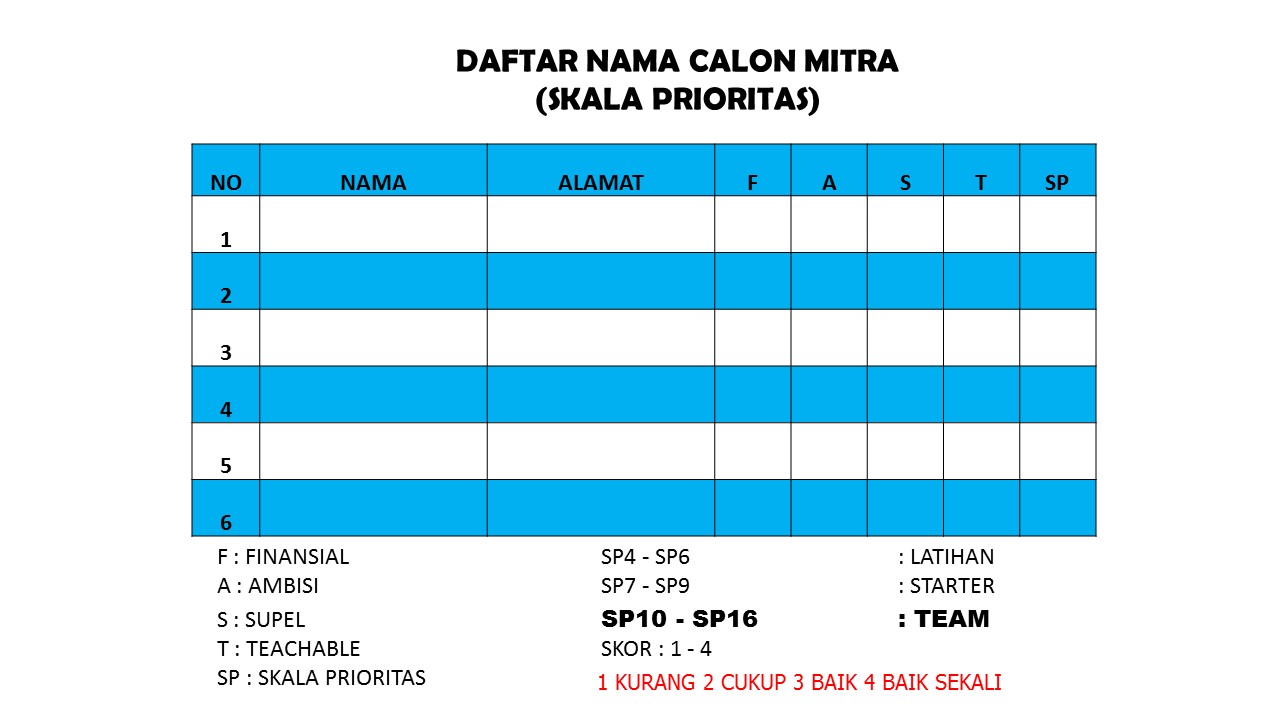 DAFTAR NAMA CALON MITRA
(SKALA PRIORITAS)
NO NAMA ALAMAT F A S T SP
1
2
3
4
5
6
F : FINANSIAL SP4 - SP6 : LATIHAN
A : AMBISI SP7 - SP9 : STARTER
S : SUPEL SP10 - SP16 : TEAM
T : TEACHABLE SKOR : 1 - 4
SP : SKALA PRIORITAS 1 KURANG 2 CUKUP 3 BAIK 4 BAIK SEKALI